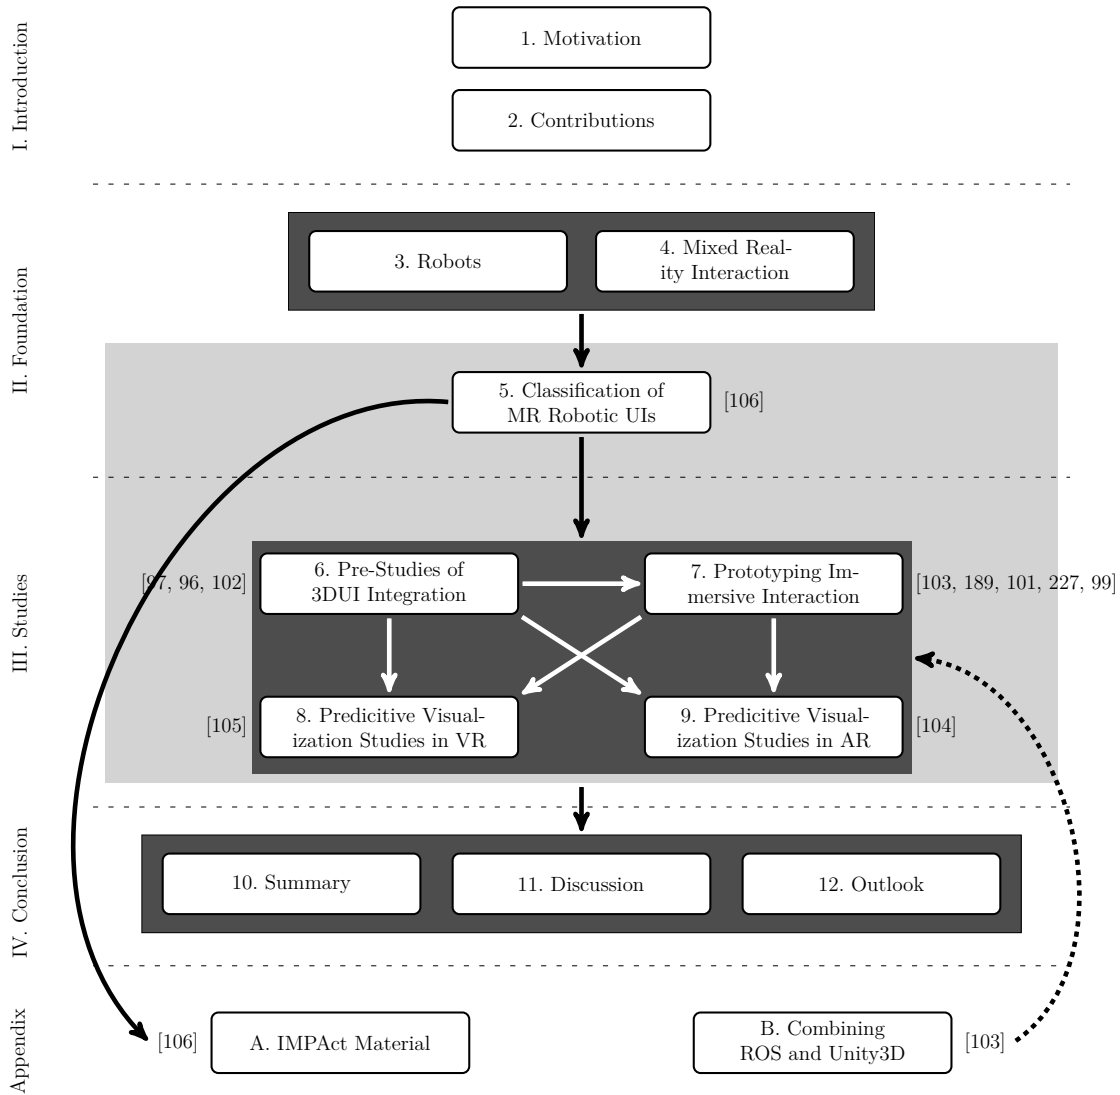 I. Introduction
1. Motivation
2. Contributions
II. Foundation
3. Robots
4. Mixed Real-
ity Interaction
5. Classification of
MR Robotic UIs
[106]
III. Studies
[97, 96, 102]
6. Pre-Studies of
3DUI Integration
7. Prototyping Im-
mersive Interaction
[103, 189, 101, 227, 99]
[105]
8. Predicitive Visual-
ization Studies in VR
9. Predicitive Visual-
ization Studies in AR
[104]
IV. Conclusion
10. Summary
11. Discussion
12. Outlook
Appendix
[106]
A. IMPAct Material
B. Combining
ROS and Unity3D
[103]